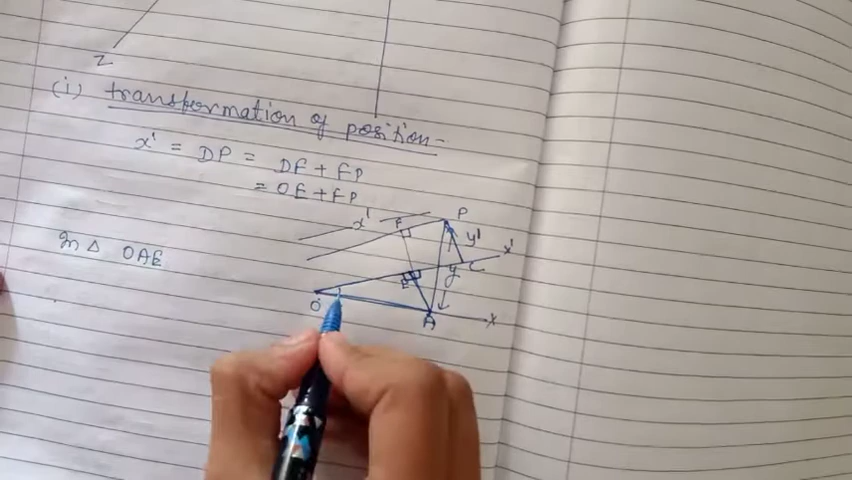 Z
(i) transformation of position-
x' = DP = DF + FP
= OE + FP
In Δ OAE
x' F P
y' x'
E y C
O A X